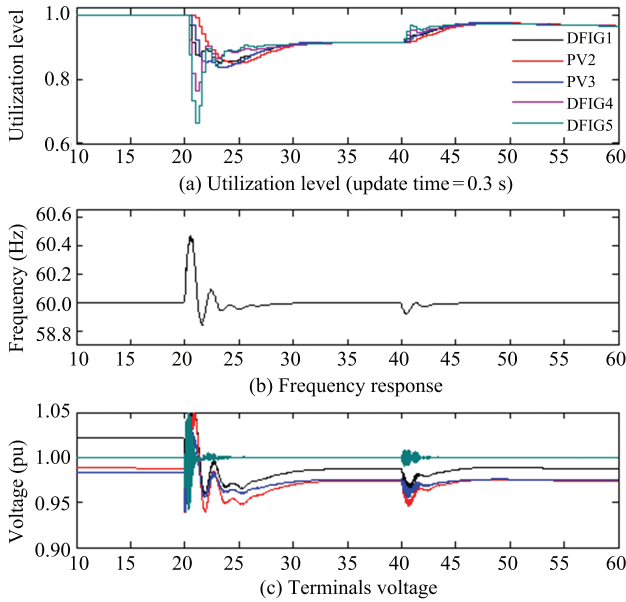 1.0
0.8
0.6
Utilization level
DFIG1
PV2
PV3
DFIG4
DFIG5
10 15 20 25 30 35 40 45 50 55 60
(a) Utilization level (update time=0.3 s)
60.6
60.4
60.2
60.0
58.8
Frequency (Hz)
10 15 20 25 30 35 40 45 50 55 60
(b) Frequency response
1.05
1.00
0.95
0.90
Voltage (pu)
10 15 20 25 30 35 40 45 50 55 60
(c) Terminals voltage